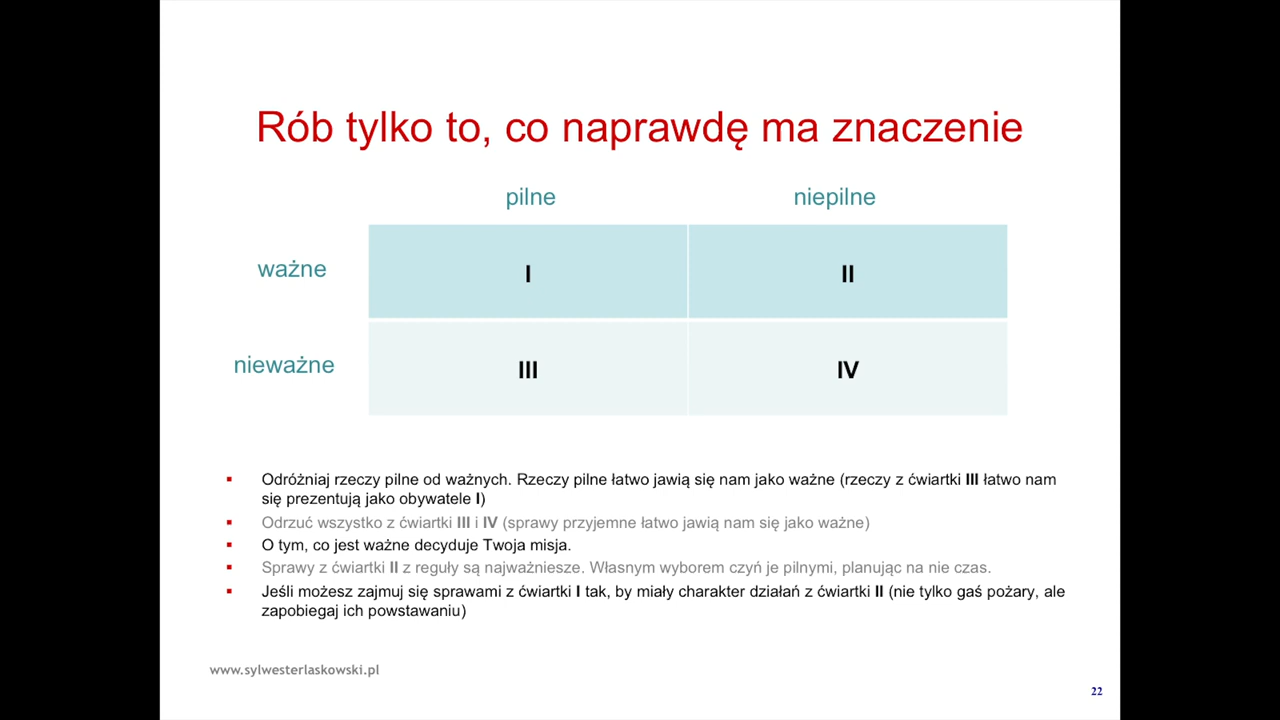 Rób tylko to, co naprawdę ma znaczenie
pilne niepilne
ważne I II
nieważne III IV
▪ Odróżniaj rzeczy pilne od ważnych. Rzeczy pilne łatwo jawią się nam jako ważne (rzeczy z ćwiartki III łatwo nam
się prezentują jako obywatele I)
▪ Odrzuć wszystko z ćwiartki III i IV (sprawy przyjemne łatwo jawią nam się jako ważne)
▪ O tym, co jest ważne decyduje Twoja misja.
▪ Sprawy z ćwiartki II z reguły są najważniesze. Własnym wyborem czyń je pilnymi, planując na nie czas.
▪ Jeśli możesz zajmuj się sprawami z ćwiartki I tak, by miały charakter działań z ćwiartki II (nie tylko gaś pożary, ale
zapobiegaj ich powstawaniu)
www.sylwesterlaskowski.pl
22